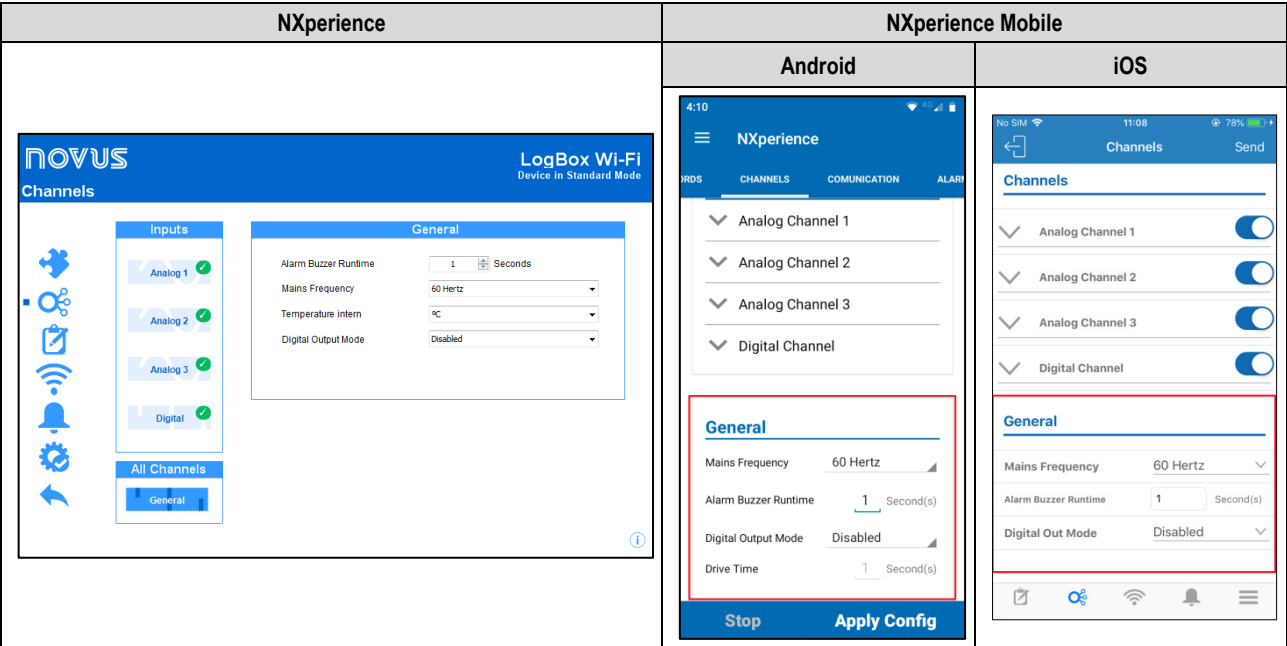 NXperience
NXperience Mobile
Android
iOS
NOVUS
LogBox Wi-Fi
Device in Standard Mode
Channels
Inputs
Analog 1
Analog 2
Analog 3
Digital
All Channels
General
General
Alarm Buzzer Runtime 1 Seconds
Mains Frequency 60 Hertz
Temperature intern ºC
Digital Output Mode Disabled
4:10 4G
NXperience
RDS CHANNELS COMUNICATION ALARM
Analog Channel 1
Analog Channel 2
Analog Channel 3
Digital Channel
General
Mains Frequency 60 Hertz
Alarm Buzzer Runtime 1 Second(s)
Digital Output Mode Disabled
Drive Time 1 Second(s)
Stop Apply Config
No SIM 11:08 78%
Channels Send
Channels
Analog Channel 1
Analog Channel 2
Analog Channel 3
Digital Channel
General
Mains Frequency 60 Hertz
Alarm Buzzer Runtime 1 Second(s)
Digital Out Mode Disabled